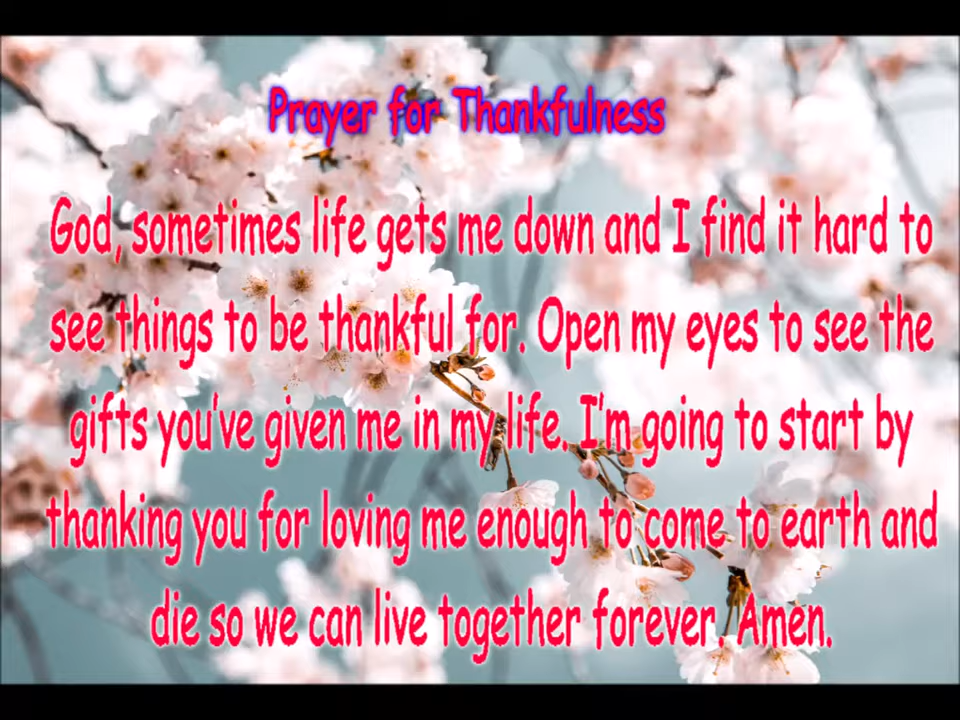 Prayer for Thankfulness
God, sometimes life gets me down and I find it hard to
see things to be thankful for. Open my eyes to see the
gifts you've given me in my life. I'm going to start by
thanking you for loving me enough to come to earth and
die so we can live together forever. Amen.